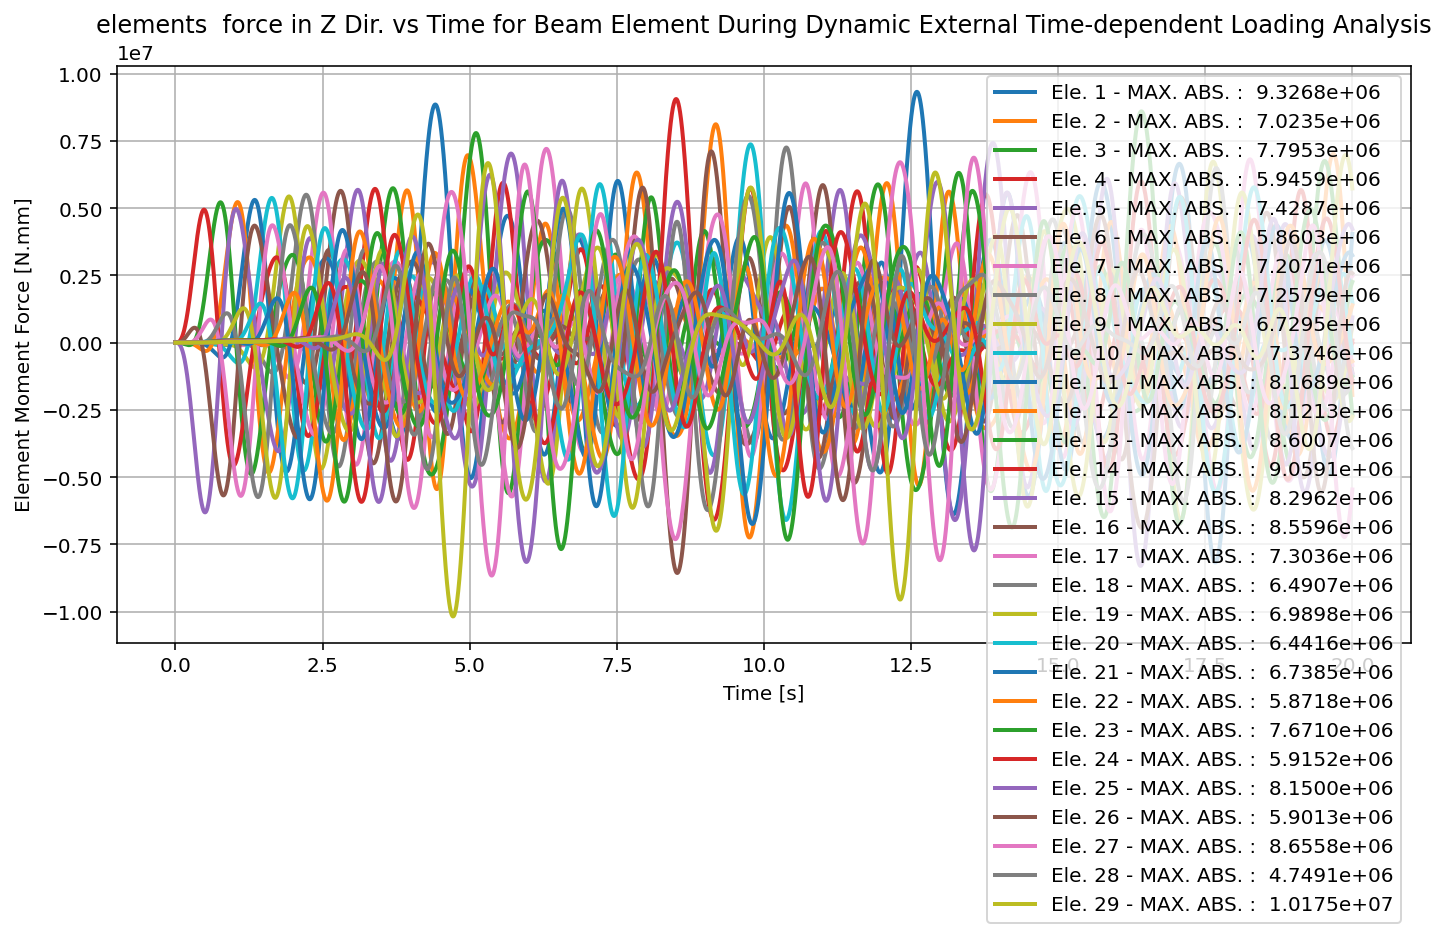 elements  force in Z Dir. vs Time for Beam Element During Dynamic External Time-dependent Loading Analysis
1e7
1.00
0.75
0.50
0.25
0.00
−0.25
−0.50
−0.75
−1.00
Element Moment Force [N.mm]
0.0
2.5
5.0
7.5
10.0
12.5
15.0
17.5
20.0
Time [s]
Ele. 1 - MAX. ABS. :  9.3268e+06
Ele. 2 - MAX. ABS. :  7.0235e+06
Ele. 3 - MAX. ABS. :  7.7953e+06
Ele. 4 - MAX. ABS. :  5.9459e+06
Ele. 5 - MAX. ABS. :  7.4287e+06
Ele. 6 - MAX. ABS. :  5.8603e+06
Ele. 7 - MAX. ABS. :  7.2071e+06
Ele. 8 - MAX. ABS. :  7.2579e+06
Ele. 9 - MAX. ABS. :  6.7295e+06
Ele. 10 - MAX. ABS. :  7.3746e+06
Ele. 11 - MAX. ABS. :  8.1689e+06
Ele. 12 - MAX. ABS. :  8.1213e+06
Ele. 13 - MAX. ABS. :  8.6007e+06
Ele. 14 - MAX. ABS. :  9.0591e+06
Ele. 15 - MAX. ABS. :  8.2962e+06
Ele. 16 - MAX. ABS. :  8.5596e+06
Ele. 17 - MAX. ABS. :  7.3036e+06
Ele. 18 - MAX. ABS. :  6.4907e+06
Ele. 19 - MAX. ABS. :  6.9898e+06
Ele. 20 - MAX. ABS. :  6.4416e+06
Ele. 21 - MAX. ABS. :  6.7385e+06
Ele. 22 - MAX. ABS. :  5.8718e+06
Ele. 23 - MAX. ABS. :  7.6710e+06
Ele. 24 - MAX. ABS. :  5.9152e+06
Ele. 25 - MAX. ABS. :  8.1500e+06
Ele. 26 - MAX. ABS. :  5.9013e+06
Ele. 27 - MAX. ABS. :  8.6558e+06
Ele. 28 - MAX. ABS. :  4.7491e+06
Ele. 29 - MAX. ABS. :  1.0175e+07